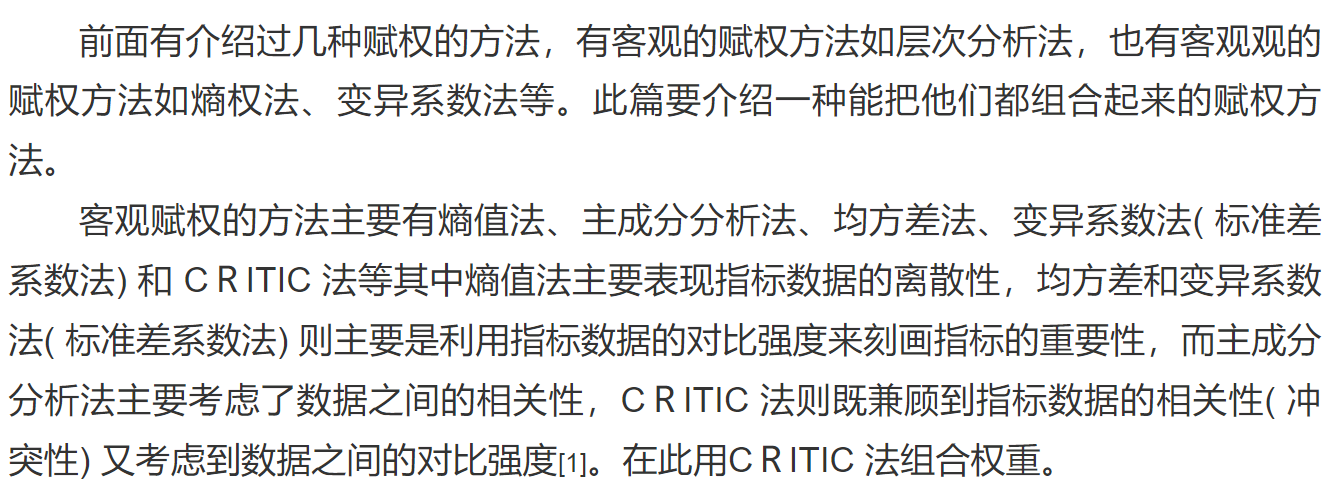 前面有介绍过几种赋权的方法，有客观的赋权方法如层次分析法，也有客观观的
赋权方法如熵权法、变异系数法等。此篇要介绍一种能把他们都组合起来的赋权方
法。
客观赋权的方法主要有熵值法、主成分分析法、均方差法、变异系数法( 标准差
系数法) 和 C R ITIC 法等其中熵值法主要表现指标数据的离散性，均方差和变异系数
法( 标准差系数法) 则主要是利用指标数据的对比强度来刻画指标的重要性，而主成分
分析法主要考虑了数据之间的相关性，C R ITIC 法则既兼顾到指标数据的相关性( 冲
突性) 又考虑到数据之间的对比强度[1]。在此用C R ITIC 法组合权重。